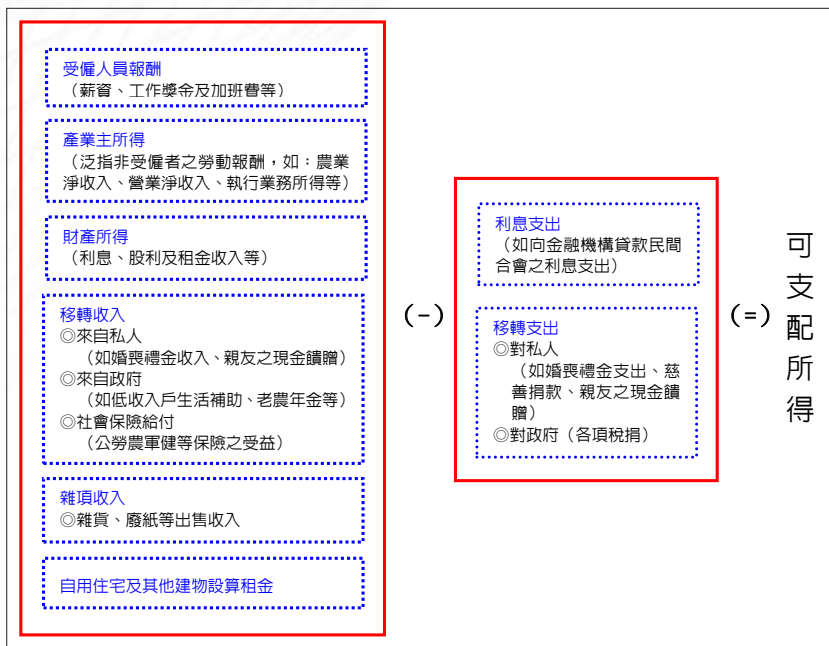 受僱人員報酬
（薪資、工作獎金及加班費等）
產業主所得
（泛指非受僱者之勞動報酬，如：農業
淨收入、營業淨收入、執行業務所得等）
財產所得
（利息、股利及租金收入等）
移轉收入
◎來自私人
（如婚喪禮金收入、親友之現金饋贈）
◎來自政府
（如低收入戶生活補助、老農年金等）
◎社會保險給付
（公勞農軍健等保險之受益）
雜項收入
◎雜貨、廢紙等出售收入
自用住宅及其他建物設算租金
(-)
利息支出
（如向金融機構貸款民間
合會之利息支出）
移轉支出
◎對私人
（如婚喪禮金支出、慈
善捐款、親友之現金饋
贈）
◎對政府（各項稅捐）
(=)
可支配所得